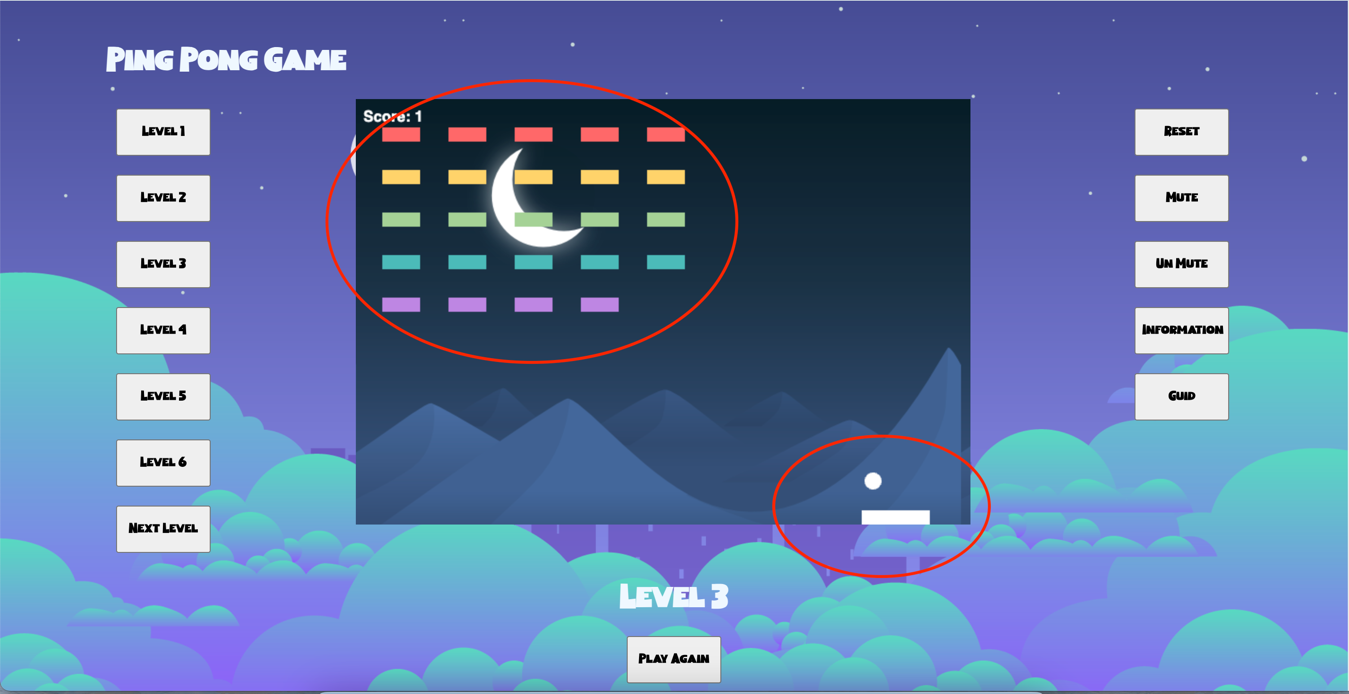 Ping Pong Game
Score: 1
Level 1
Level 2
Level 3
Level 4
Level 5
Level 6
Next Level
Reset
Mute
Un Mute
Information
Guid
Level 3
Play Again